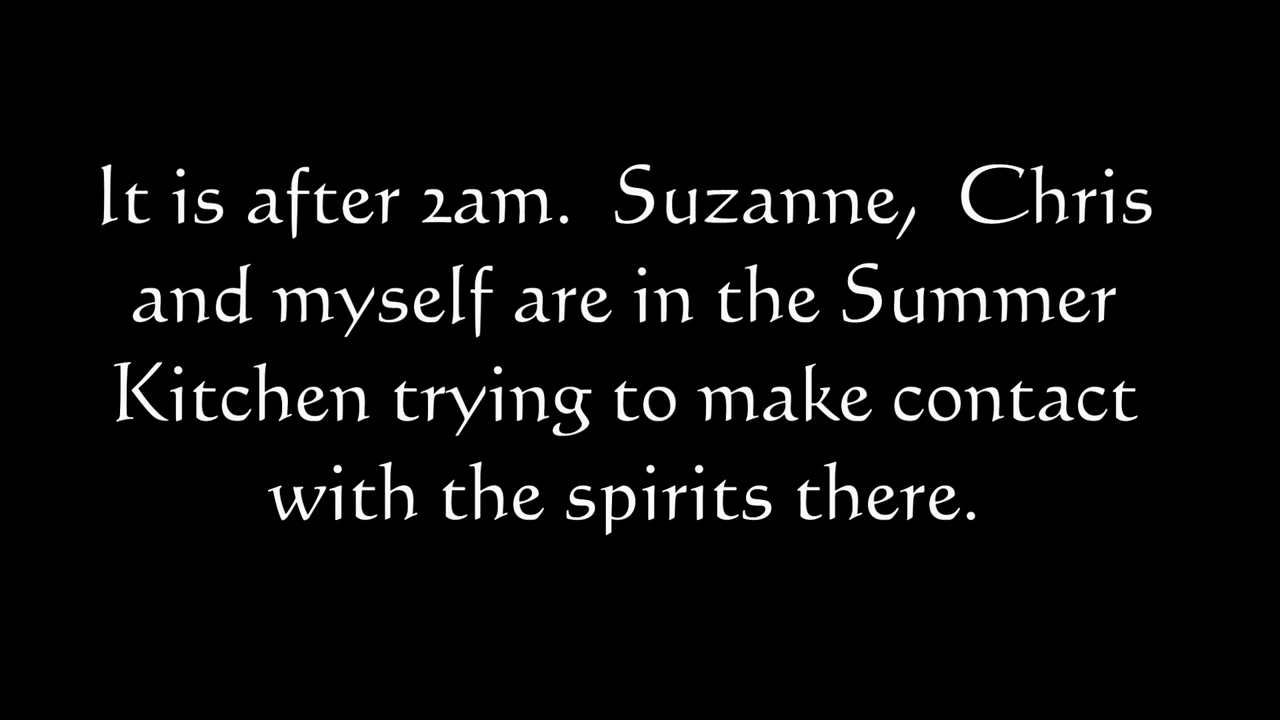 It is after 2am.  Suzanne,  Chris
and myself are in the Summer
Kitchen trying to make contact
with the spirits there.